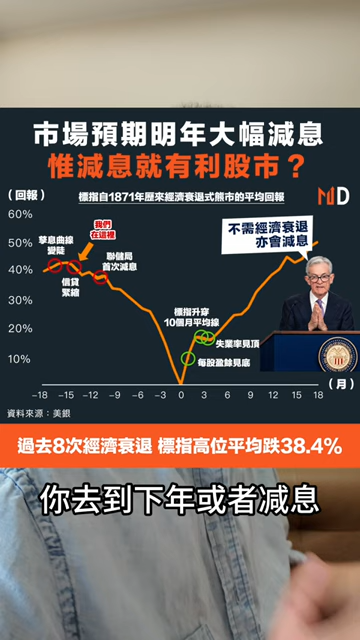 市場預期明年大幅減息
惟減息就有利股市？
（回報）
標指自1871年歷來經濟衰退式熊市的平均回報
MD
60%
50%
40%
30%
20%
10%
孳息曲線
變陡
我們
在這裡
信貸
緊縮
聯儲局
首次減息
不需經濟衰退
亦會減息
標指升穿
10個月平均線
失業率見頂
每股盈餘見底
-18 -15 -12 -9 -6 -3 0 3 6 9 12 15 18
（月）
資料來源：美銀
過去8次經濟衰退 標指高位平均跌38.4%
你去到下年或者减息